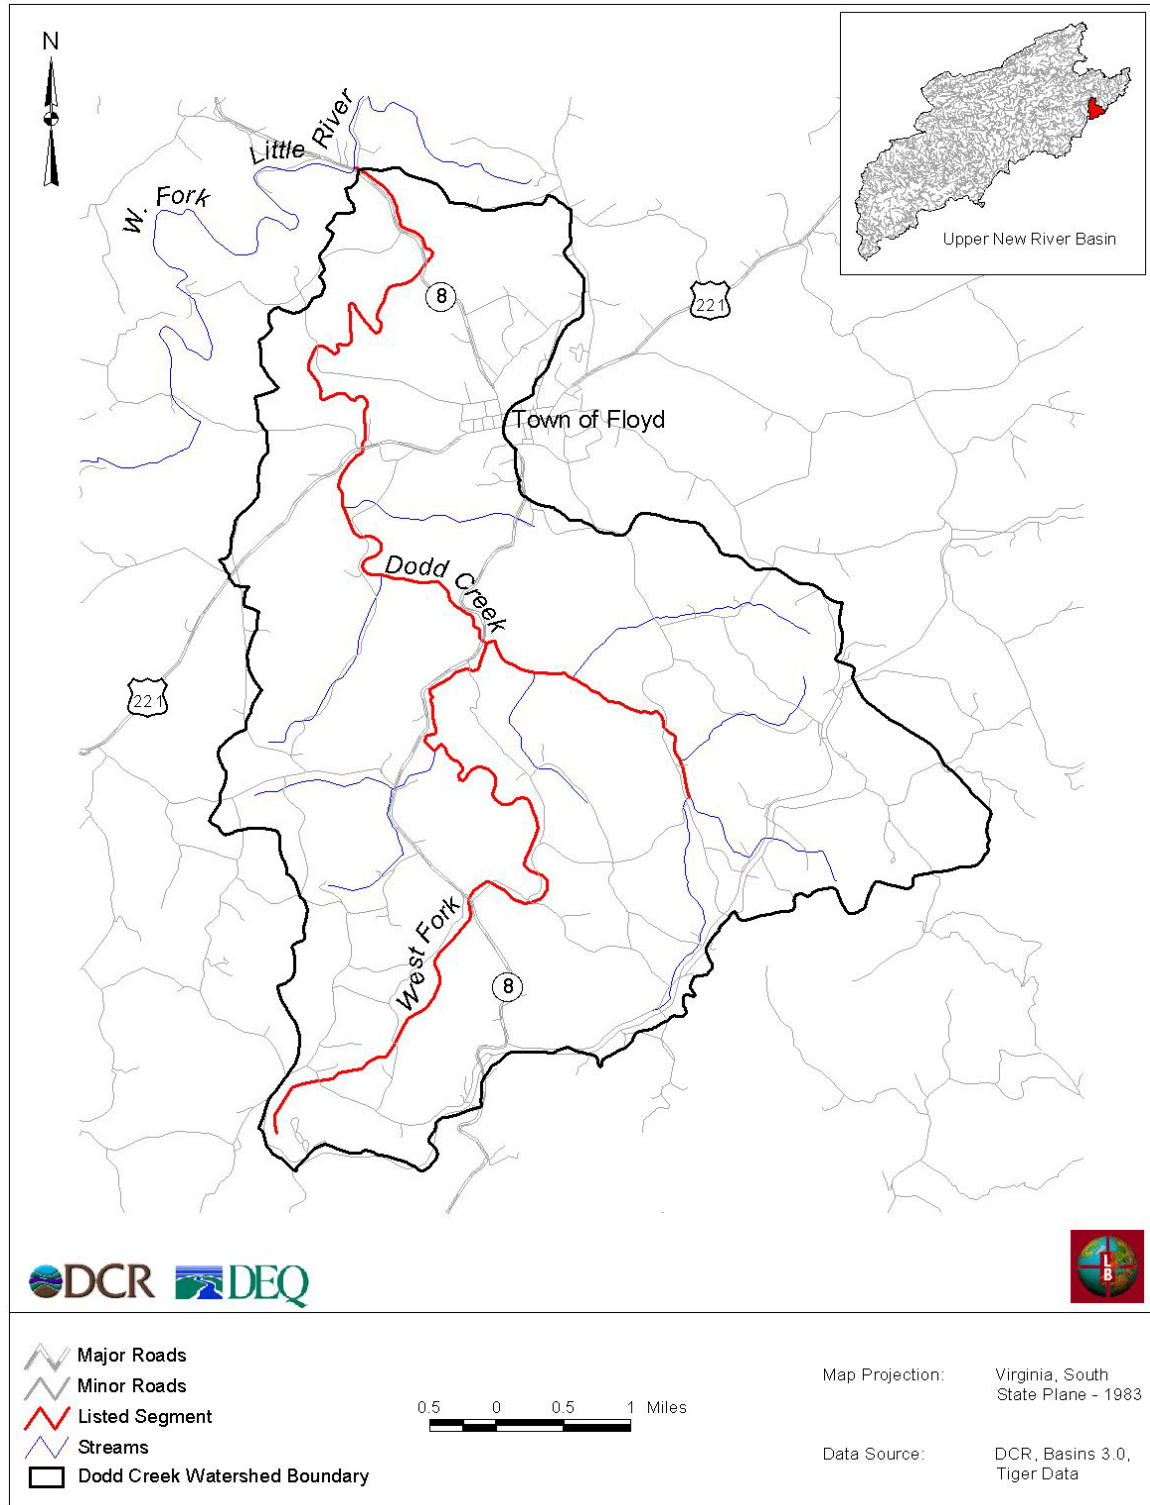 N
Little River
W. Fork
Upper New River Basin
8
221
Town of Floyd
Dodd Creek
221
West Fork
8
DCR
DEQ
L
B
Major Roads
Minor Roads
Listed Segment
Streams
Dodd Creek Watershed Boundary
0.5 0 0.5 1 Miles
Map Projection: Virginia, South
State Plane - 1983
Data Source: DCR, Basins 3.0,
Tiger Data